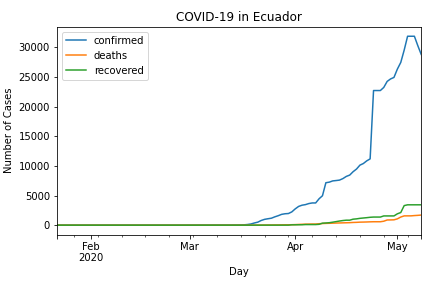 COVID-19 in Ecuador
confirmed
deaths
recovered
Number of Cases
30000
25000
20000
15000
10000
5000
0
Feb
2020
Mar
Apr
May
Day